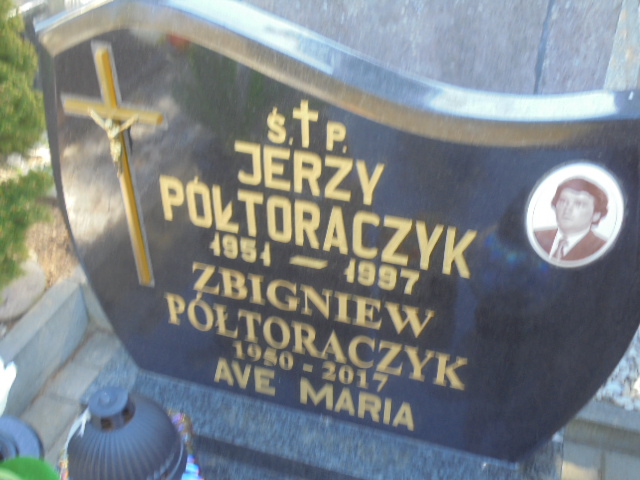 Ś. † P.
JERZY
PÓŁTORACZYK
1951 - 1997
ZBIGNIEW
PÓŁTORACZYK
1950 - 2017
AVE MARIA